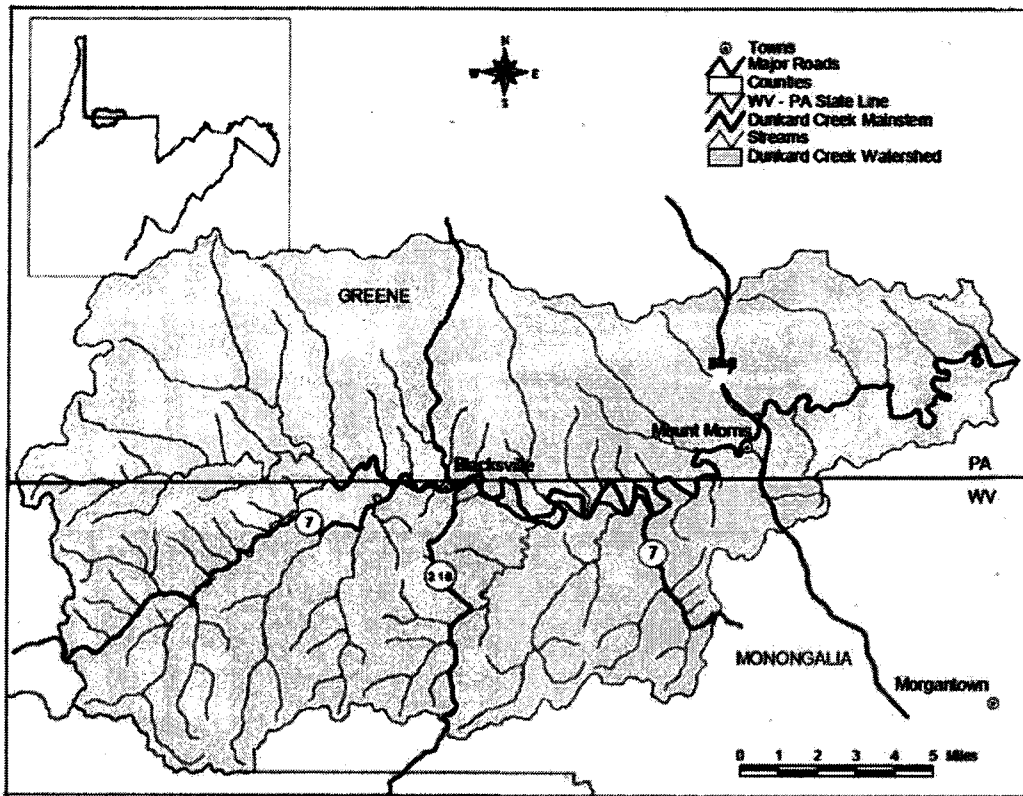 N
W E
S
Towns
Major Roads
Counties
WV - PA State Line
Dunkard Creek Mainstem
Streams
Dunkard Creek Watershed
GREENE
Mount Morris
Blacksville
PA
WV
7
218
7
MONONGALIA
Morgantown
0 1 2 3 4 5 Miles